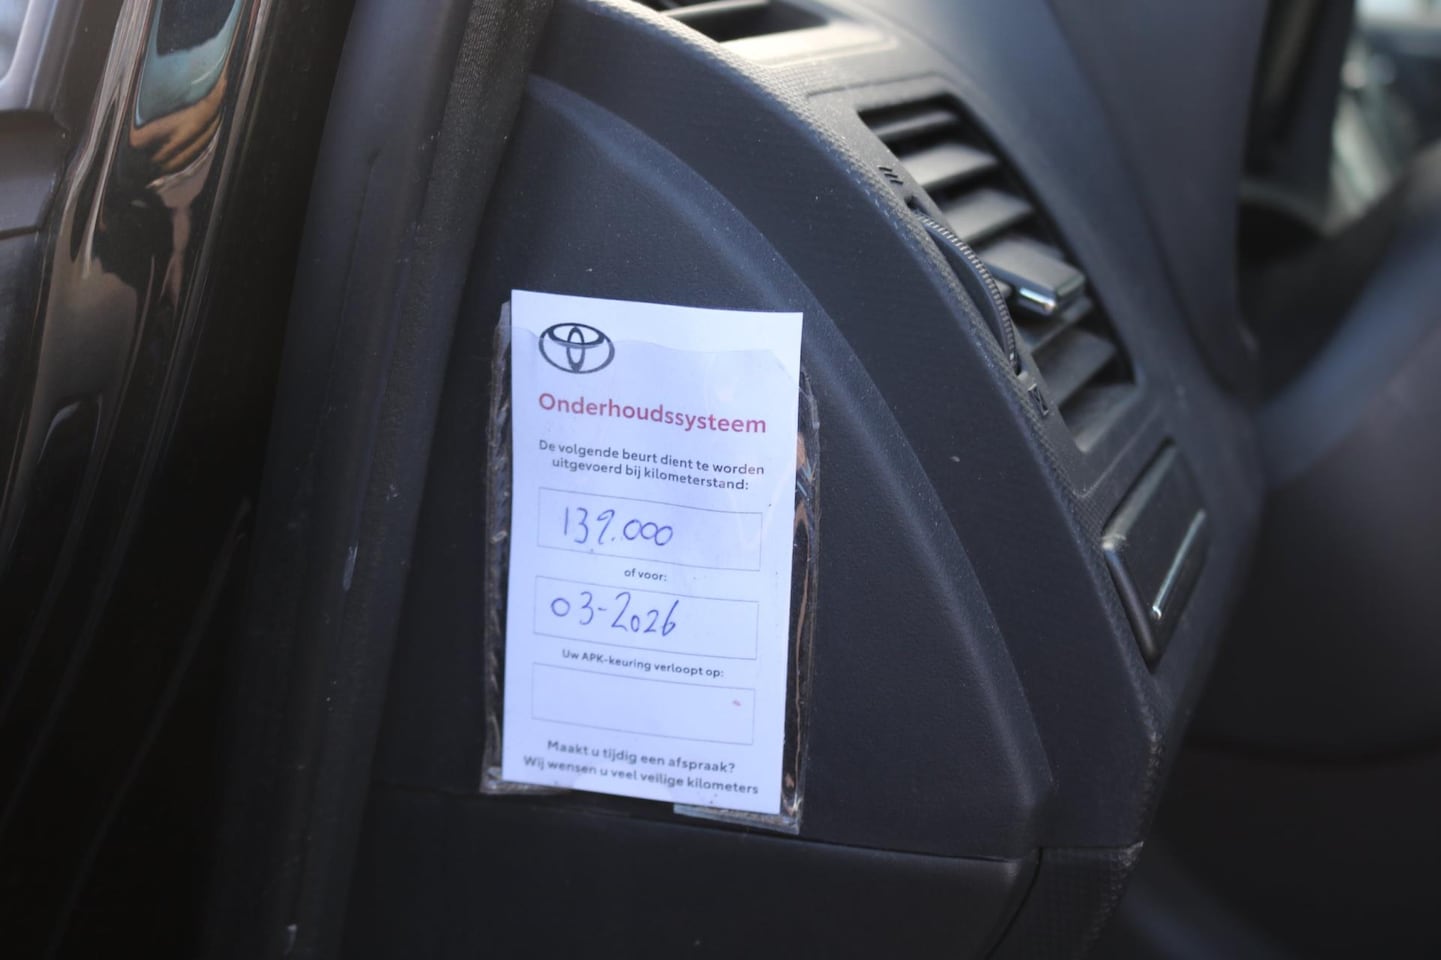 Onderhoudssysteem
De volgende beurt dient te worden
uitgevoerd bij kilometerstand:
139.000
of voor:
03-2026
Uw APK-keuring verloopt op:
Maakt u tijdig een afspraak?
Wij wensen u veel veilige kilometers